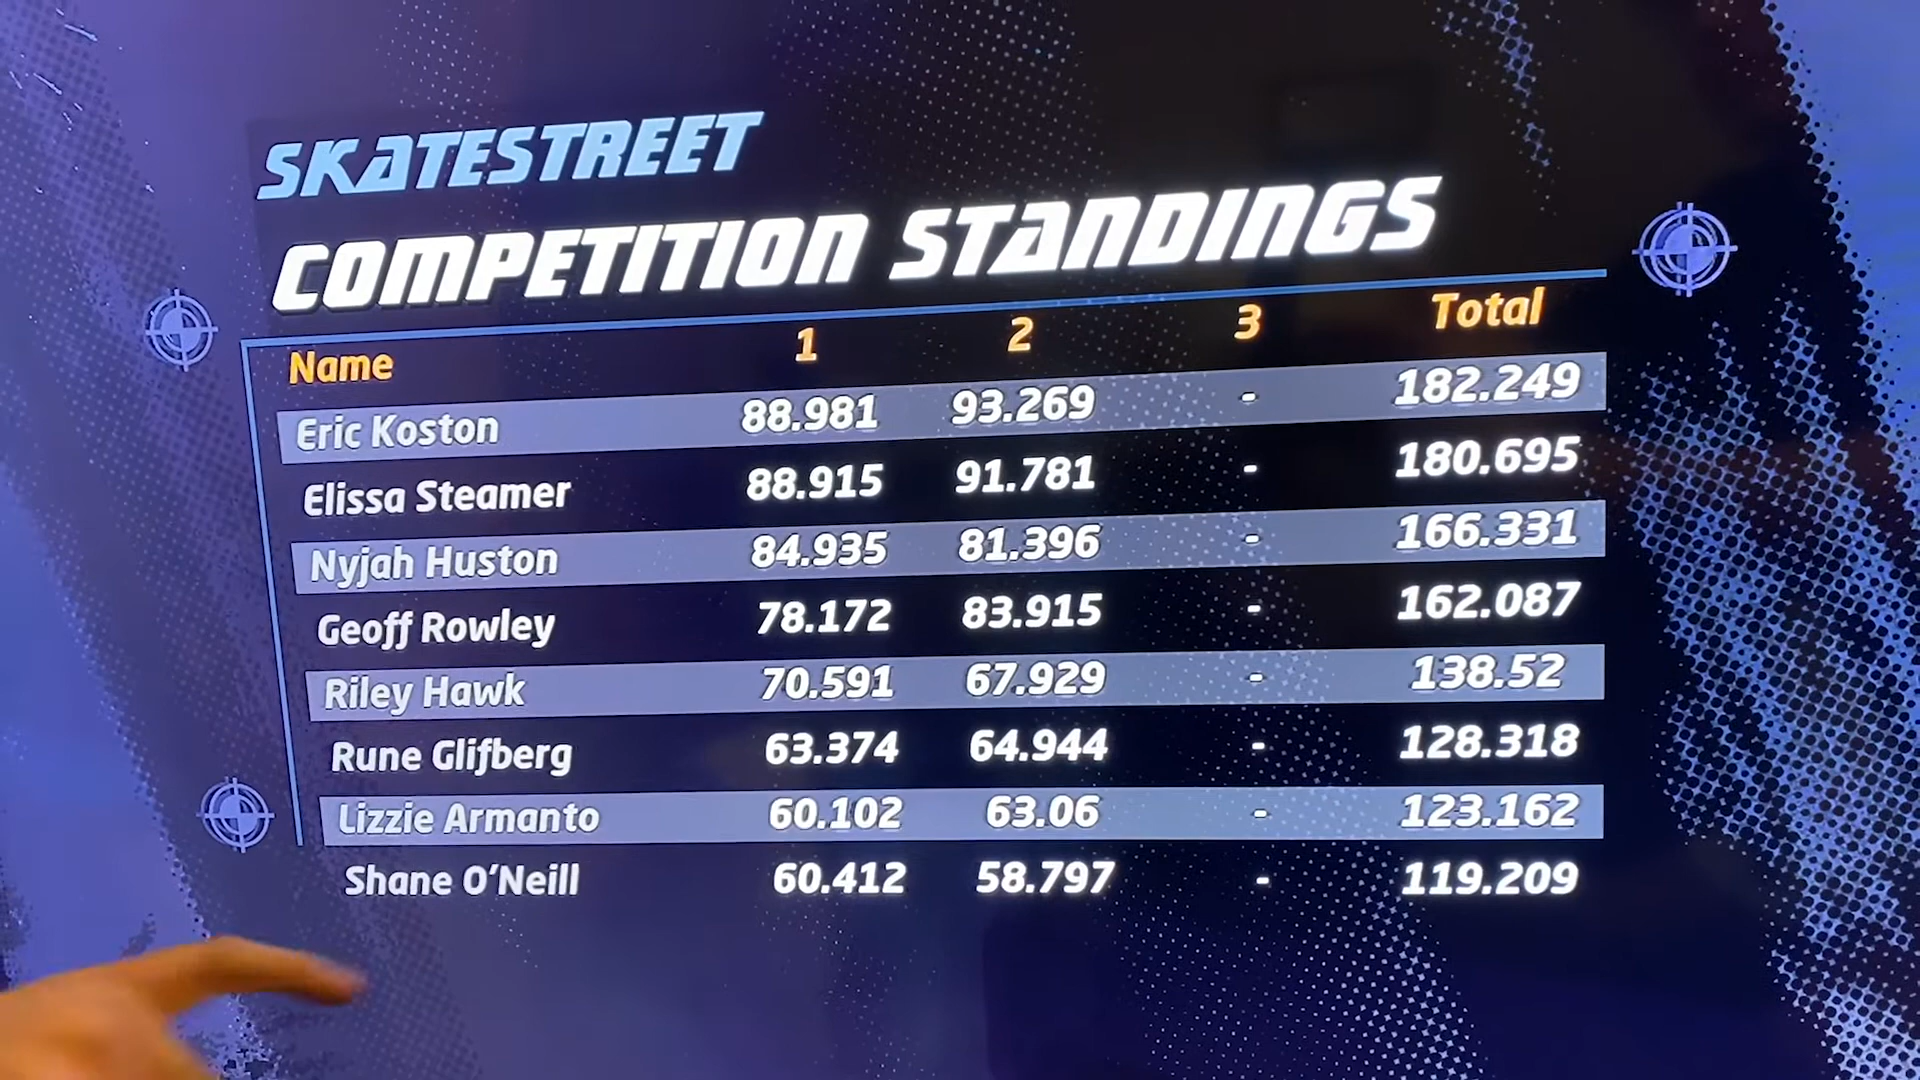 SKATESTREET
COMPETITION STANDINGS
Name 1 2 3 Total
Eric Koston 88.981 93.269 - 182.249
Elissa Steamer 88.915 91.781 - 180.695
Nyjah Huston 84.935 81.396 - 166.331
Geoff Rowley 78.172 83.915 - 162.087
Riley Hawk 70.591 67.929 - 138.52
Rune Glifberg 63.374 64.944 - 128.318
Lizzie Armanto 60.102 63.06 - 123.162
Shane O'Neill 60.412 58.797 - 119.209